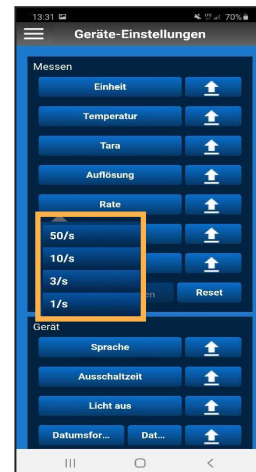 13:31 70%
Geräte-Einstellungen
Messen
Einheit
Temperatur
Tara
Auflösung
Rate
50/s
10/s
3/s
1/s
en Reset
Gerät
Sprache
Ausschaltzeit
Licht aus
Datumsfor... Dat...